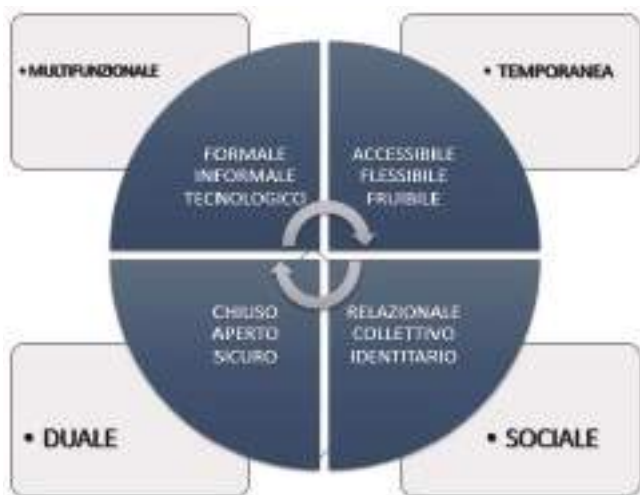 • MULTIFUNZIONALE
• TEMPORANEA
FORMALE
INFORMALE
TECNOLOGICO
ACCESSIBILE
FLESSIBILE
FRUIBILE
CHIUSO
APERTO
SICURO
RELAZIONALE
COLLETTIVO
IDENTITARIO
• DUALE
• SOCIALE